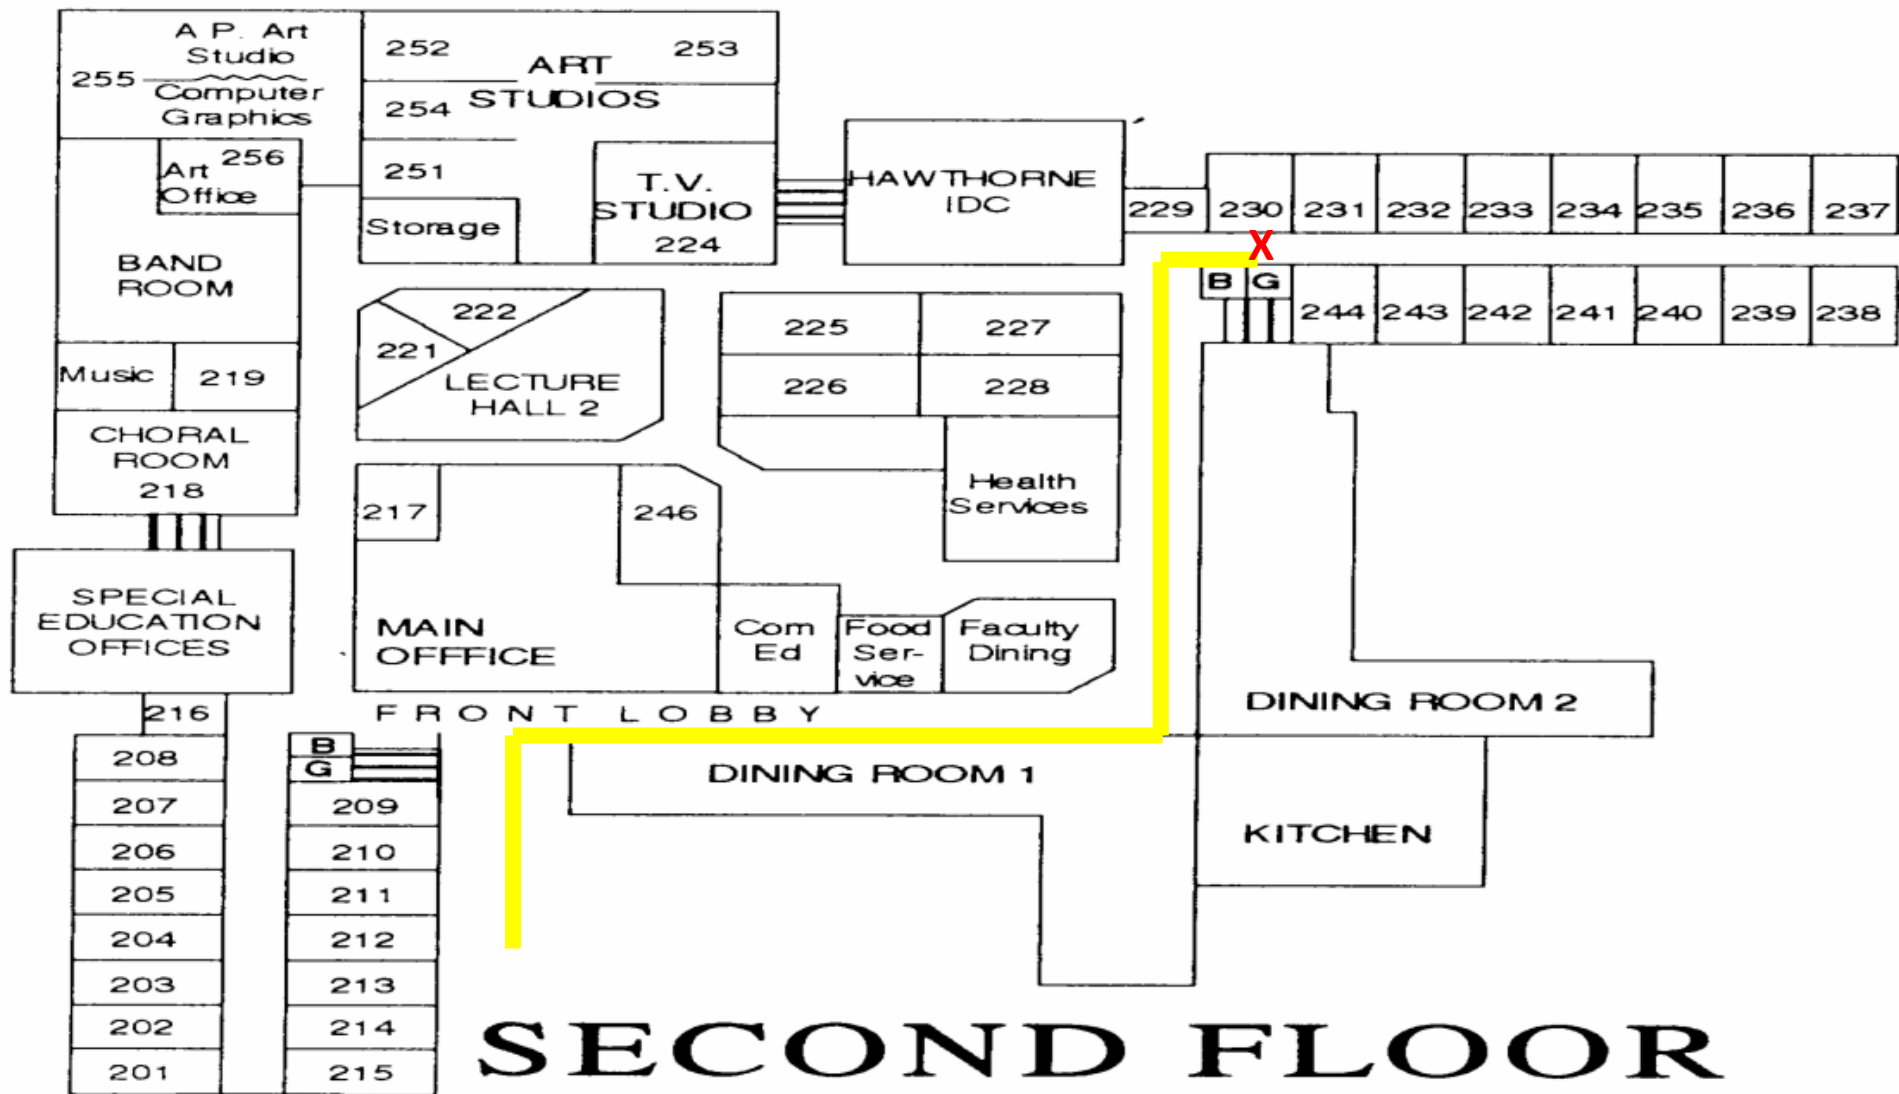 A P. Art
Studio
255
Computer
Graphics
252
ART
253
STUDIOS
254
251
Art
256
Office
Storage
T.V.
STUDIO
224
HAWTHORNE
IDC
229
230
231
232
233
234
235
236
237
X
B
G
244
243
242
241
240
239
238
BAND
ROOM
222
221
LECTURE
HALL 2
225
227
226
228
Music
219
CHORAL
ROOM
218
217
246
Health
Services
SPECIAL
EDUCATION
OFFICES
MAIN
OFFFICE
Com
Ed
Food
Ser-
vice
Faculty
Dining
216
FRONT LOBBY
DINING ROOM 2
208
B
G
DINING ROOM 1
207
209
KITCHEN
206
210
205
211
204
212
203
213
202
214
201
215
SECOND FLOOR